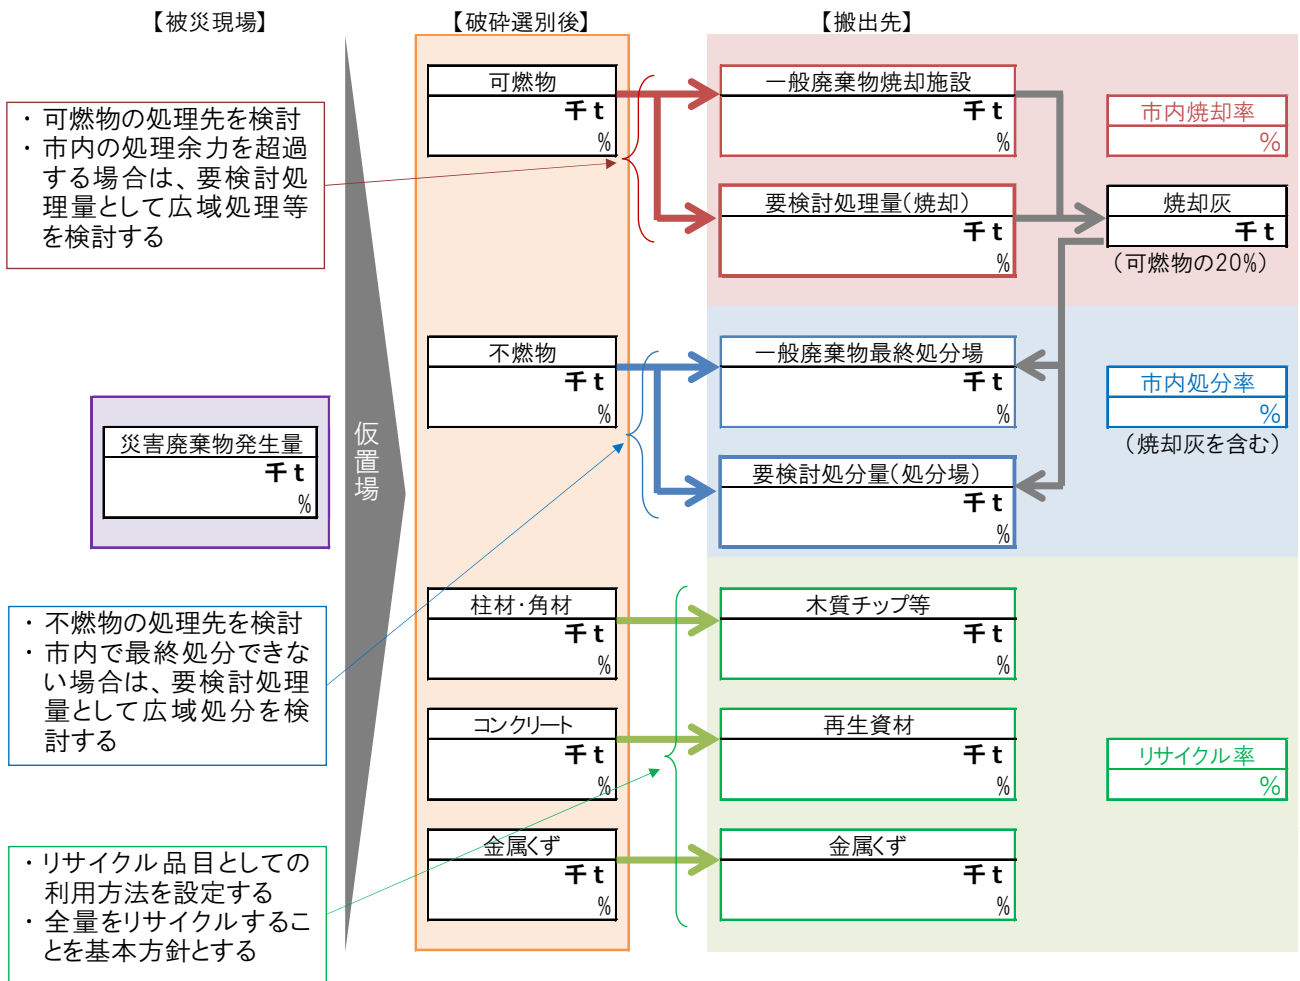 【被災現場】
【破砕選別後】
【搬出先】
・可燃物の処理先を検討
・市内の処理余力を超過
する場合は、要検討処
理量として広域処理等
を検討する
災害廃棄物発生量
千t
%
・不燃物の処理先を検討
・市内で最終処分できな
い場合は、要検討処理
量として広域処分を検
討する
・リサイクル品目としての
利用方法を設定する
・全量をリサイクルするこ
とを基本方針とする
仮置場
可燃物
千t
%
不燃物
千t
%
柱材・角材
千t
%
コンクリート
千t
%
金属くず
千t
%
一般廃棄物焼却施設
千t
%
要検討処理量(焼却)
千t
%
市内焼却率
%
焼却灰
千t
(可燃物の20%)
一般廃棄物最終処分場
千t
%
要検討処分量(処分場)
千t
%
市内処分率
%
(焼却灰を含む)
木質チップ等
千t
%
再生資材
千t
%
金属くず
千t
%
リサイクル率
%